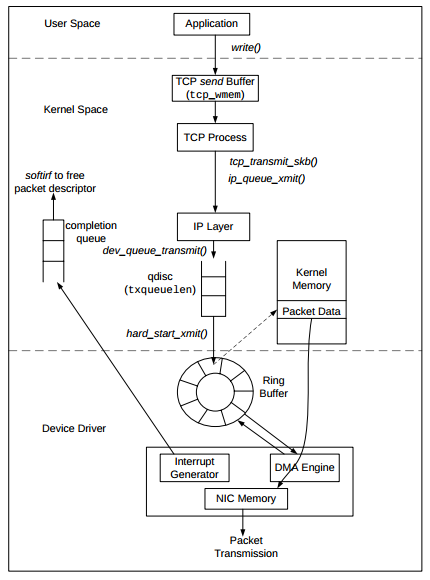 User Space
Application
write()
TCP send Buffer
(tcp_wmem)
Kernel Space
TCP Process
tcp_transmit_skb()
ip_queue_xmit()
softirf to free
packet descriptor
completion
queue
IP Layer
dev_queue_transmit()
qdisc
(txqueuelen)
Kernel
Memory
Packet Data
hard_start_xmit()
Ring
Buffer
Device Driver
Interrupt
Generator
DMA Engine
NIC Memory
Packet
Transmission